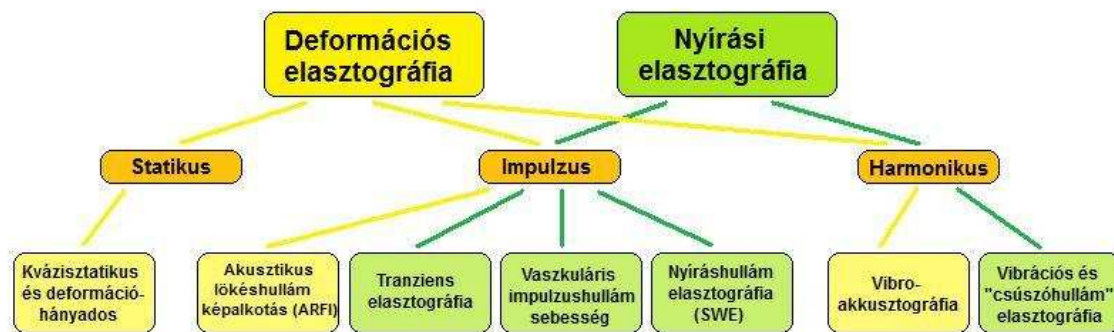 Deformációs
elasztográfia
Nyírási
elasztográfia
Statikus
Impulzus
Harmonikus
Kvázisztatikus
és deformáció-
hányados
Akusztikus
lökéshullám
képalkotás (ARFI)
Tranziens
elasztográfia
Vaszkuláris
impulzushullám
sebesség
Nyíráshullám
elasztográfia
(SWE)
Vibro-
akkusztográfia
Vibrációs és
"csúszóhullám"
elasztográfia